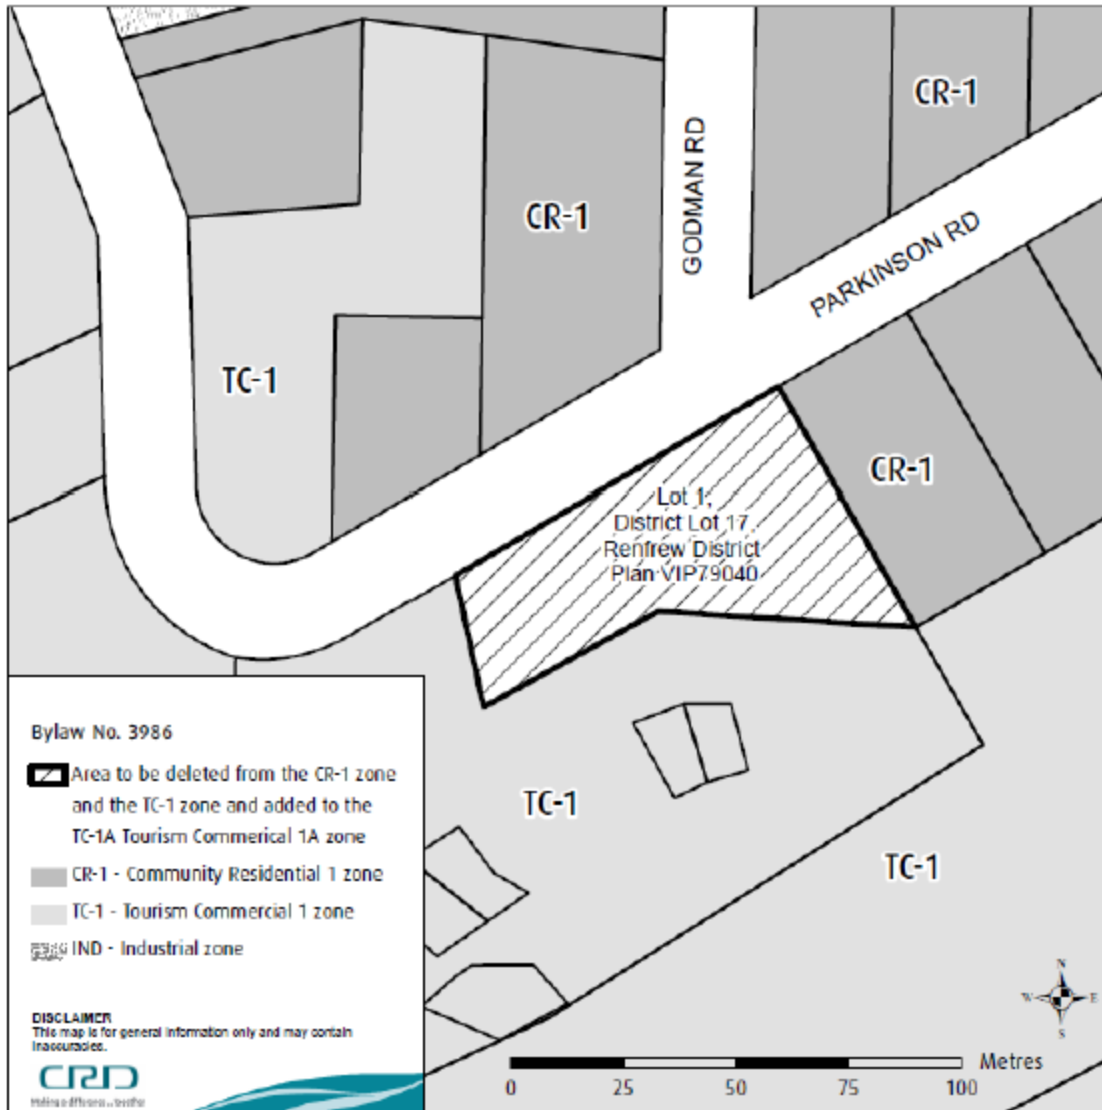 CR-1
GODMAN RD
CR-1
PARKINSON RD
TC-1
CR-1
Lot 1,
District Lot 17,
Renfrew District
Plan VIP79040
Bylaw No. 3986
Area to be deleted from the CR-1 zone
and the TC-1 zone and added to the
TC-1A Tourism Commerical 1A zone
CR-1 - Community Residential 1 zone
TC-1 - Tourism Commercial 1 zone
IND - Industrial zone
DISCLAIMER
This map is for general information only and may contain
inaccuracies.
CRD
Making a difference...together
TC-1
TC-1
N
W E
S
Metres
0 25 50 75 100